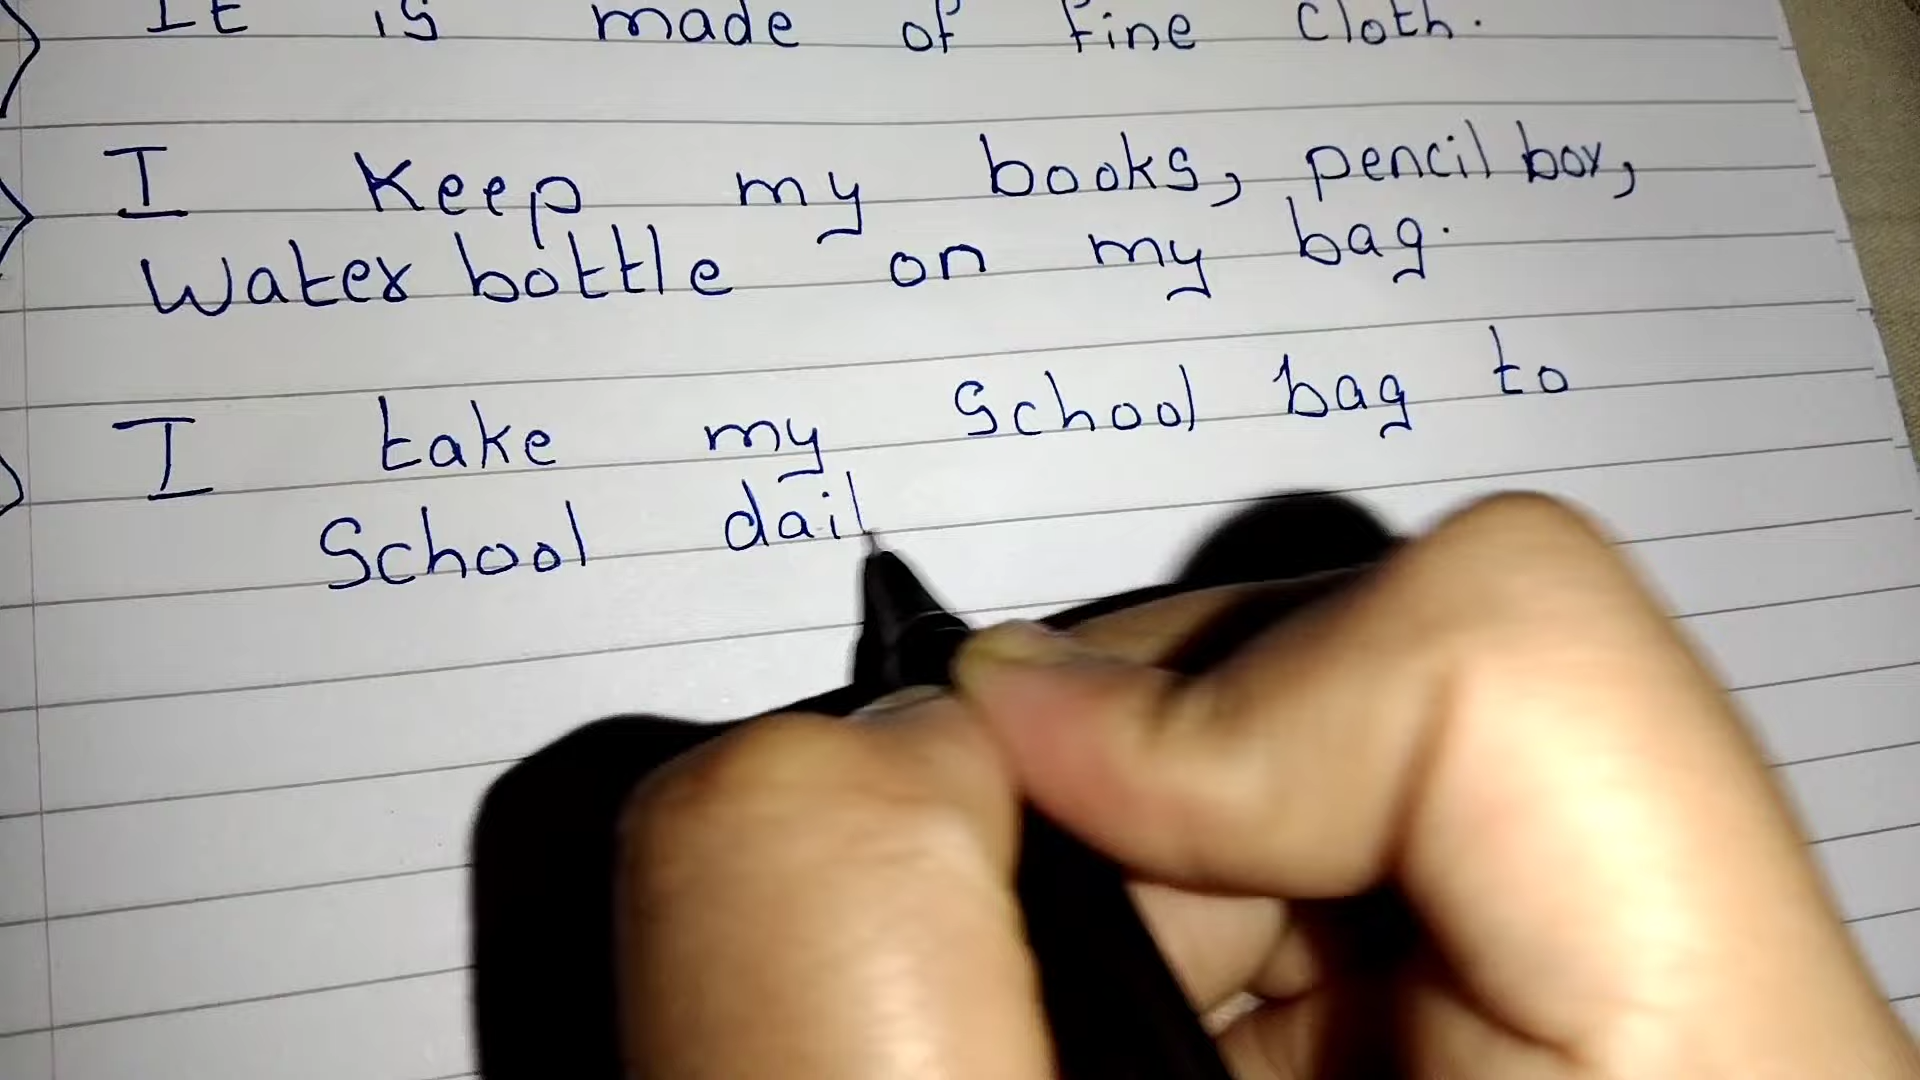 It is made of fine cloth.
I keep my books, pencil box,
Water bottle on my bag.
I take my School bag to
School dail